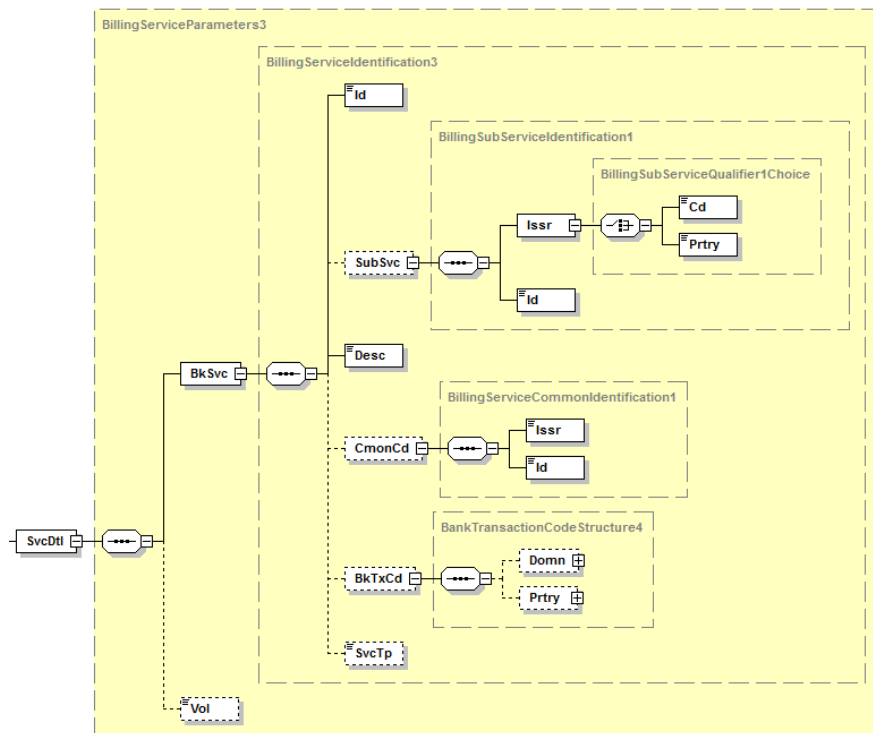 BillingServiceParameters3
BillingServiceIdentification3
Id
BillingSubServiceIdentification1
BillingSubServiceQualifier1Choice
Cd
Issr
Prtry
SubSvc
Id
Desc
BkSvc
BillingServiceCommonIdentification1
Issr
CmonCd
Id
BankTransactionCodeStructure4
SvcDtl
Domn
BkTxCd
Prtry
SvcTp
Vol